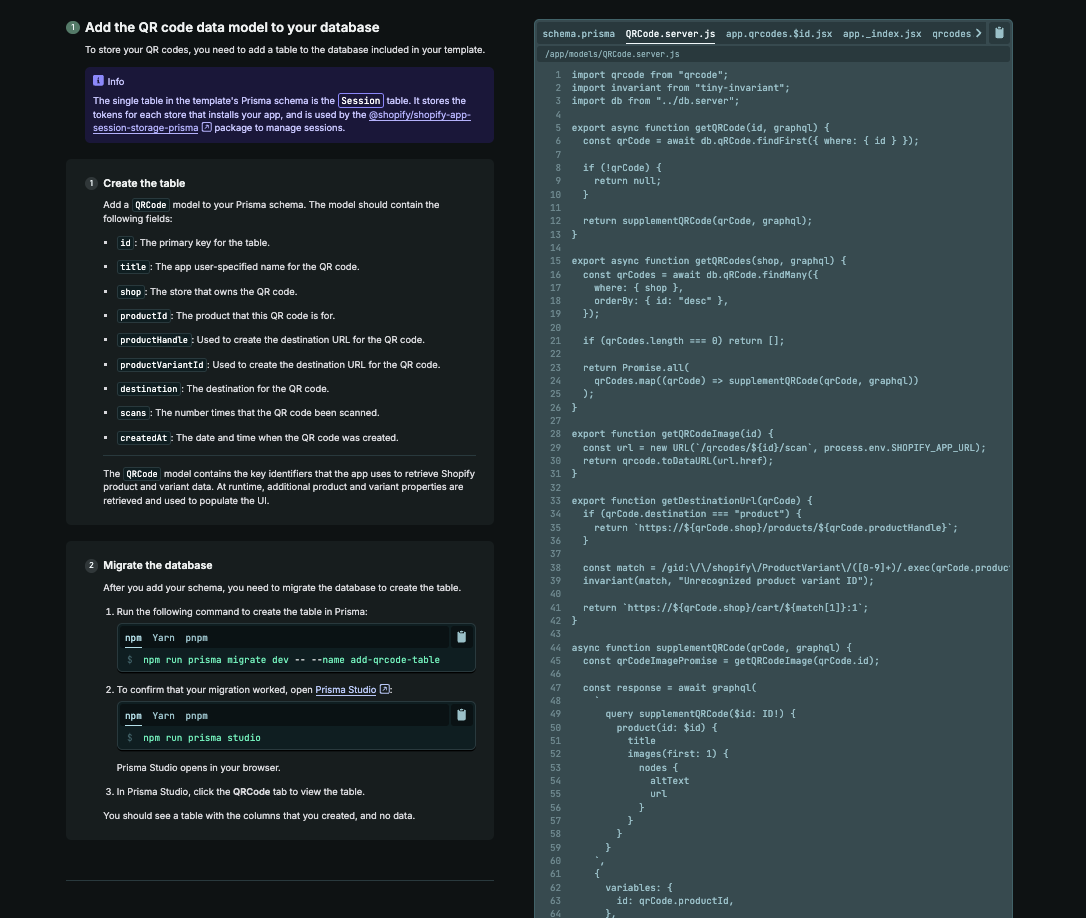 1 Add the QR code data model to your database
To store your QR codes, you need to add a table to the database included in your template.
i Info
The single table in the template's Prisma schema is the Session table. It stores the
tokens for each store that installs your app, and is used by the @shopify/shopify-app-
session-storage-prisma package to manage sessions.
1 Create the table
Add a QRCode model to your Prisma schema. The model should contain the
following fields:
▪ id: The primary key for the table.
▪ title: The app user-specified name for the QR code.
▪ shop: The store that owns the QR code.
▪ productId: The product that this QR code is for.
▪ productHandle: Used to create the destination URL for the QR code.
▪ productVariantId: Used to create the destination URL for the QR code.
▪ destination: The destination for the QR code.
▪ scans: The number times that the QR code been scanned.
▪ createdAt: The date and time when the QR code was created.
The QRCode model contains the key identifiers that the app uses to retrieve Shopify
product and variant data. At runtime, additional product and variant properties are
retrieved and used to populate the UI.
2 Migrate the database
After you add your schema, you need to migrate the database to create the table.
1. Run the following command to create the table in Prisma:
npm Yarn pnpm
$ npm run prisma migrate dev -- --name add-qrcode-table
2. To confirm that your migration worked, open Prisma Studio:
npm Yarn pnpm
$ npm run prisma studio
Prisma Studio opens in your browser.
3. In Prisma Studio, click the QRCode tab to view the table.
You should see a table with the columns that you created, and no data.
schema.prisma QRCode.server.js app.qrcodes.$id.jsx app._index.jsx qrcodes
/app/models/QRCode.server.js
1 import qrcode from "qrcode";
2 import invariant from "tiny-invariant";
3 import db from "../db.server";
4
5 export async function getQRCode(id, graphql) {
6   const qrCode = await db.qRCode.findFirst({ where: { id } });
7
8   if (!qrCode) {
9     return null;
10   }
11
12   return supplementQRCode(qrCode, graphql);
13 }
14
15 export async function getQRCodes(shop, graphql) {
16   const qrCodes = await db.qRCode.findMany({
17     where: { shop },
18     orderBy: { id: "desc" },
19   });
20
21   if (qrCodes.length === 0) return [];
22
23   return Promise.all(
24     qrCodes.map((qrCode) => supplementQRCode(qrCode, graphql))
25   );
26 }
27
28 export function getQRCodeImage(id) {
29   const url = new URL(`/qrcodes/${id}/scan`, process.env.SHOPIFY_APP_URL);
30   return qrcode.toDataURL(url.href);
31 }
32
33 export function getDestinationUrl(qrCode) {
34   if (qrCode.destination === "product") {
35     return `https://${qrCode.shop}/products/${qrCode.productHandle}`;
36   }
37
38   const match = /gid:\/\/shopify\/ProductVariant\/([0-9]+)/.exec(qrCode.produc
39   invariant(match, "Unrecognized product variant ID");
40
41   return `https://${qrCode.shop}/cart/${match[1]}:1`;
42 }
43
44 async function supplementQRCode(qrCode, graphql) {
45   const qrCodeImagePromise = getQRCodeImage(qrCode.id);
46
47   const response = await graphql(
48     `
49       query supplementQRCode($id: ID!) {
50         product(id: $id) {
51           title
52           images(first: 1) {
53             nodes {
54               altText
55               url
56             }
57           }
58         }
59       }
60     `,
61     {
62       variables: {
63         id: qrCode.productId,
64       },